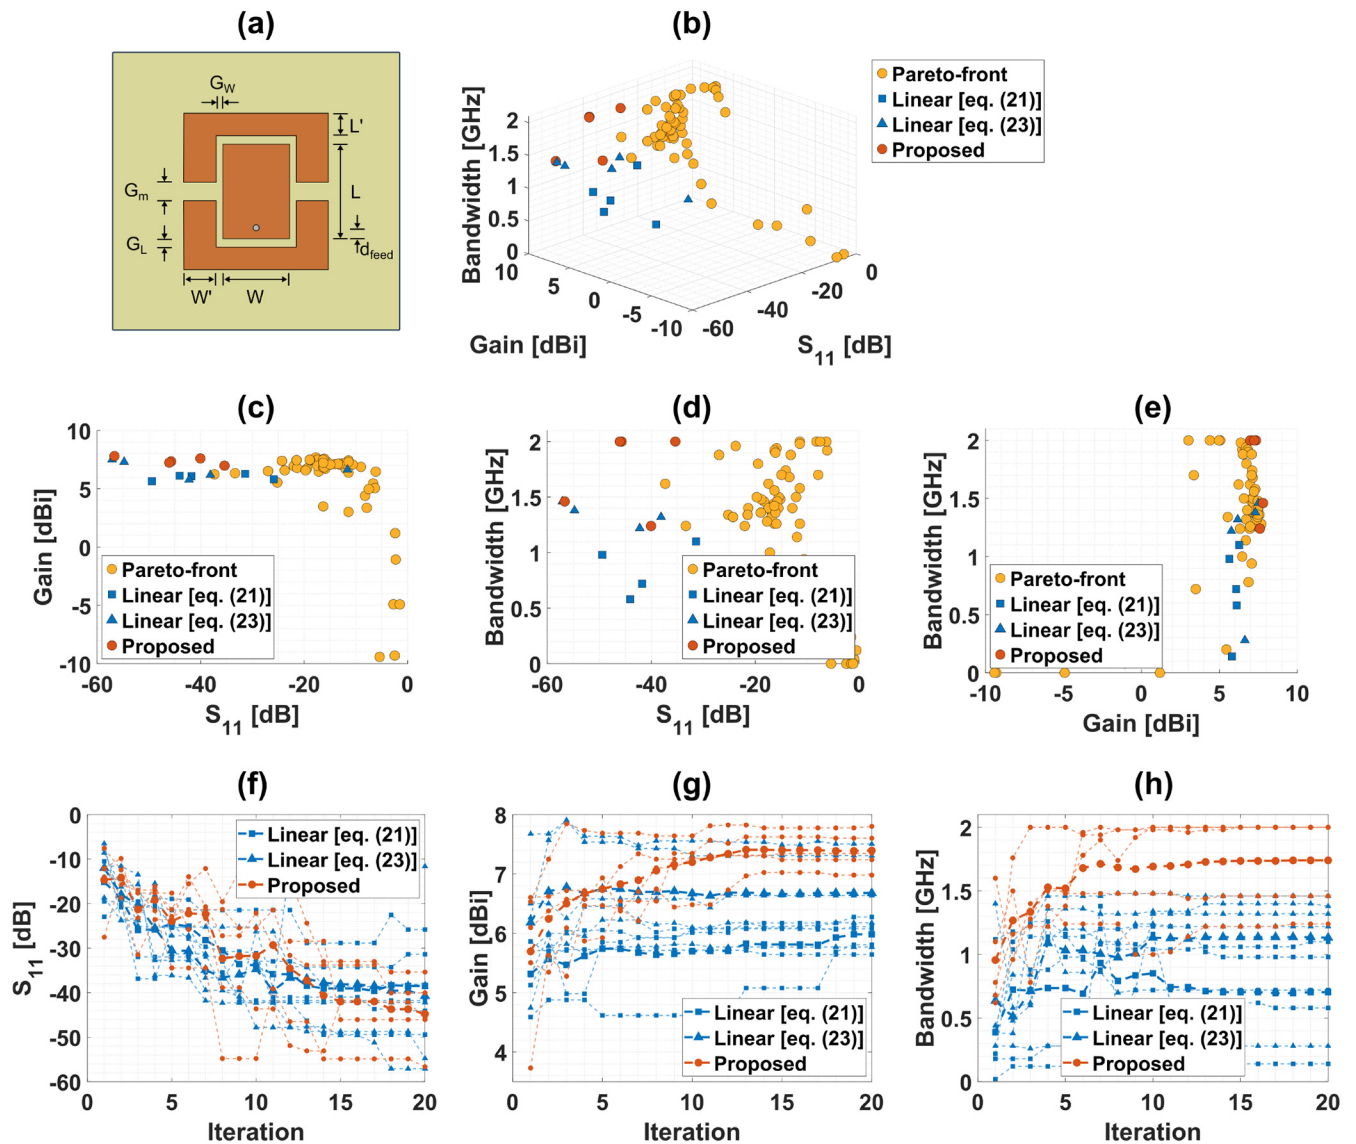 (a)
G_W
L'
G_m
L
G_L
d_feed
W'
W
(b)
Bandwidth [GHz]
2
1.5
1
0.5
0
10
5
0
-5
-10
-60
-40
-20
0
Gain [dBi]
S_11 [dB]
Pareto-front
Linear [eq. (21)]
Linear [eq. (23)]
Proposed
(c)
Gain [dBi]
10
5
0
-5
-10
-60
-40
-20
0
S_11 [dB]
Pareto-front
Linear [eq. (21)]
Linear [eq. (23)]
Proposed
(d)
Bandwidth [GHz]
2
1.5
1
0.5
0
-60
-40
-20
0
S_11 [dB]
Pareto-front
Linear [eq. (21)]
Linear [eq. (23)]
Proposed
(e)
Bandwidth [GHz]
2
1.5
1
0.5
0
-10
-5
0
5
10
Gain [dBi]
Pareto-front
Linear [eq. (21)]
Linear [eq. (23)]
Proposed
(f)
S_11 [dB]
0
-10
-20
-30
-40
-50
-60
0
5
10
15
20
Iteration
Linear [eq. (21)]
Linear [eq. (23)]
Proposed
(g)
Gain [dBi]
8
7
6
5
4
0
5
10
15
20
Iteration
Linear [eq. (21)]
Linear [eq. (23)]
Proposed
(h)
Bandwidth [GHz]
2
1.5
1
0.5
0
0
5
10
15
20
Iteration
Linear [eq. (21)]
Linear [eq. (23)]
Proposed